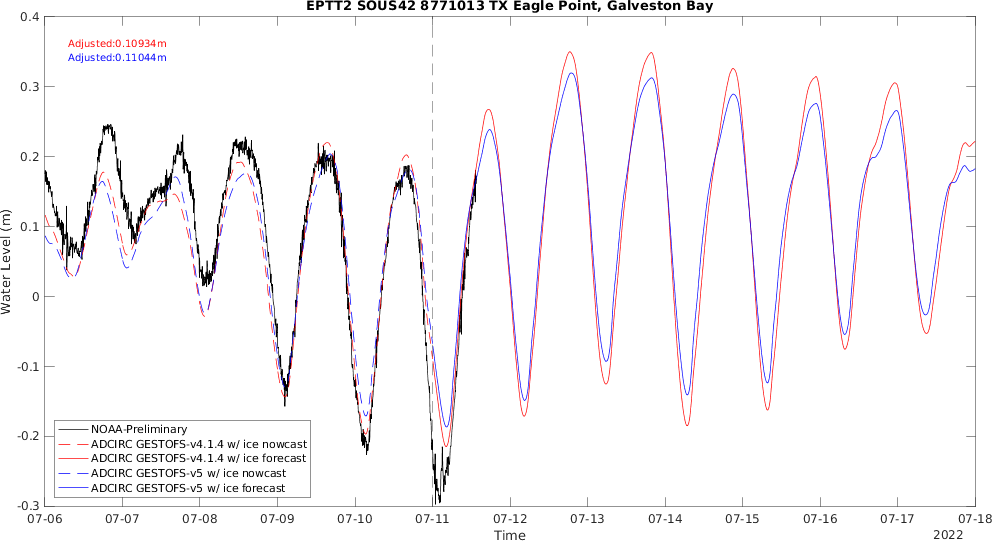 EPTT2 SOUS42 8771013 TX Eagle Point, Galveston Bay
Adjusted:0.10934m
Adjusted:0.11044m
Water Level (m)
0.4
0.3
0.2
0.1
0
-0.1
-0.2
-0.3
NOAA-Preliminary
ADCIRC GESTOFS-v4.1.4 w/ ice nowcast
ADCIRC GESTOFS-v4.1.4 w/ ice forecast
ADCIRC GESTOFS-v5 w/ ice nowcast
ADCIRC GESTOFS-v5 w/ ice forecast
07-06 07-07 07-08 07-09 07-10 07-11 07-12 07-13 07-14 07-15 07-16 07-17 07-18
Time
2022